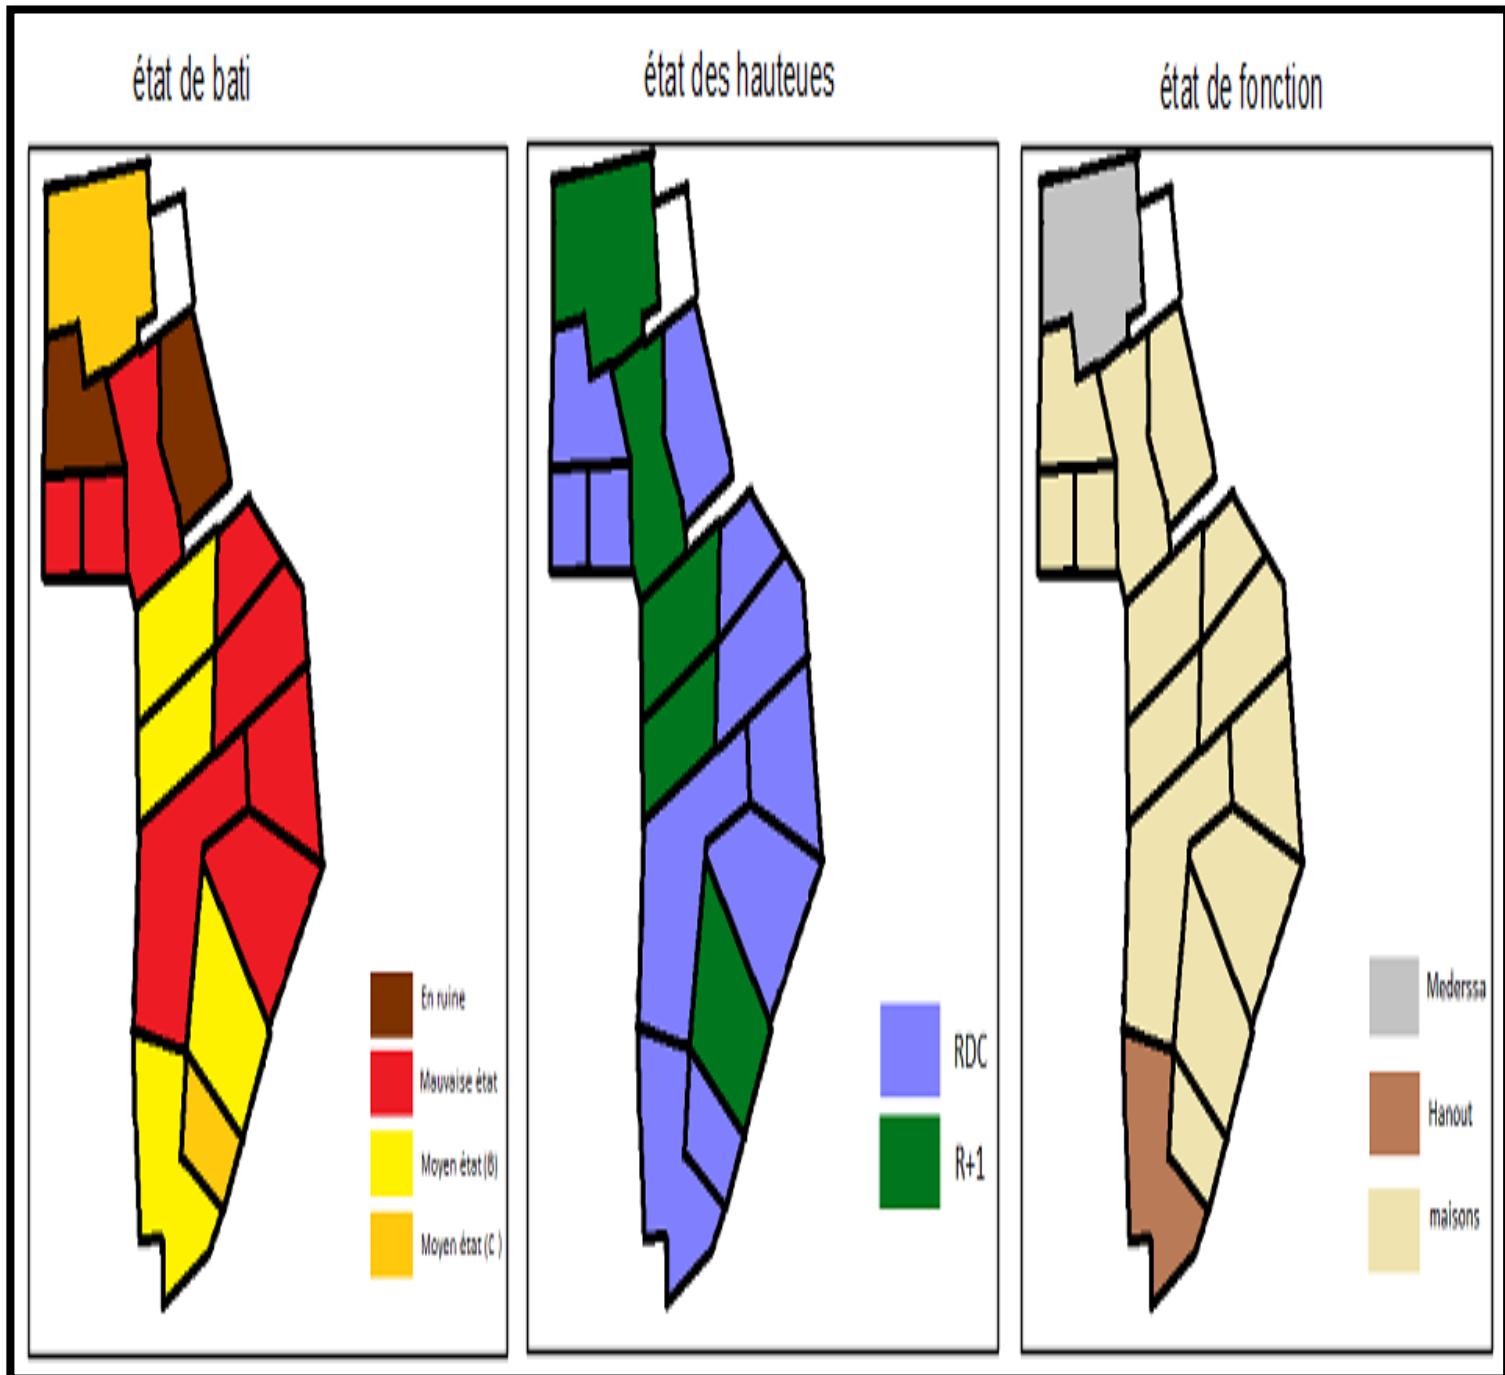 état de bati
état des hauteues
état de fonction
En ruine
Mauvaise état
Moyen état (B)
Moyen état (C )
RDC
R+1
Mederssa
Hanout
maisons